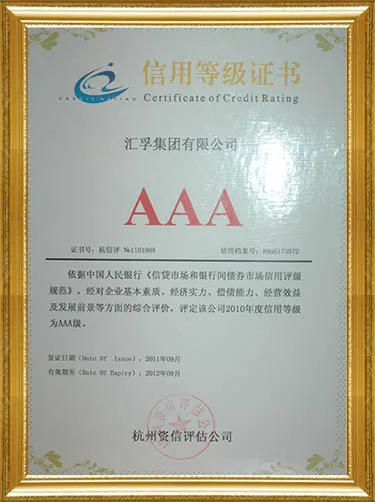 信用等级证书
Certificate of Credit Rating
CREDIT RATING
汇孚集团有限公司
AAA
证书号：杭信评 №1101968 信用档案号：8956173972
依据中国人民银行《信贷市场和银行间债券市场信用评级
规范》，经对企业基本素质、经济实力、偿债能力、经营效益
及发展前景等方面的综合评价，评定该公司2010年度信用等级
为AAA级。
发证日期（Date Of Issue）：2011年09月
有效期至（Date Of Expiry）：2012年09月
杭州资信评估公司